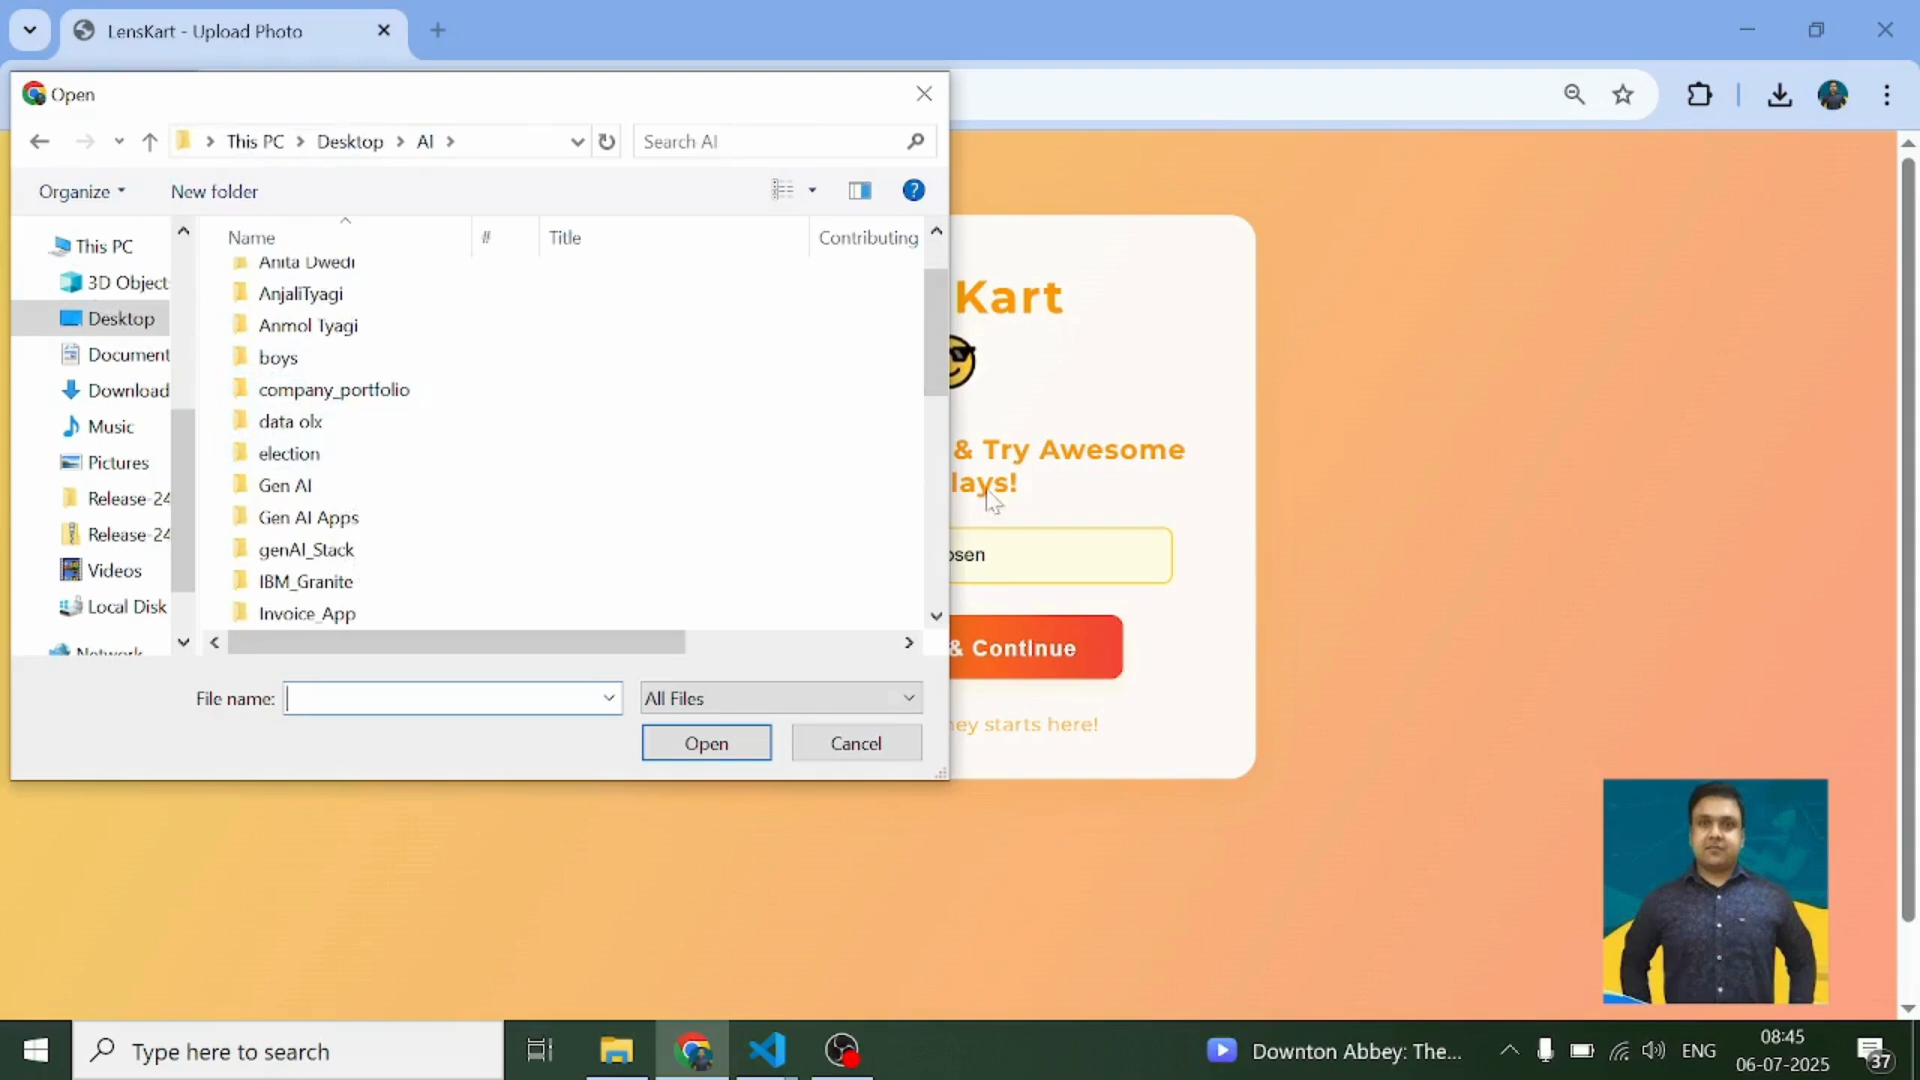 LensKart - Upload Photo
Open
This PC
Desktop
AI
Search AI
Organize
New folder
Name
#
Title
Contributing
This PC
3D Object
Desktop
Document
Download
Music
Pictures
Release-24
Release-24
Videos
Local Disk
Network
Anita Dwedi
AnjaliTyagi
Anmol Tyagi
boys
company_portfolio
data olx
election
Gen AI
Gen AI Apps
genAI_Stack
IBM_Granite
Invoice_App
File name:
All Files
Open
Cancel
Kart
& Try Awesome
lays!
osen
& Continue
ey starts here!
Type here to search
Downton Abbey: The...
ENG
08:45
06-07-2025
37